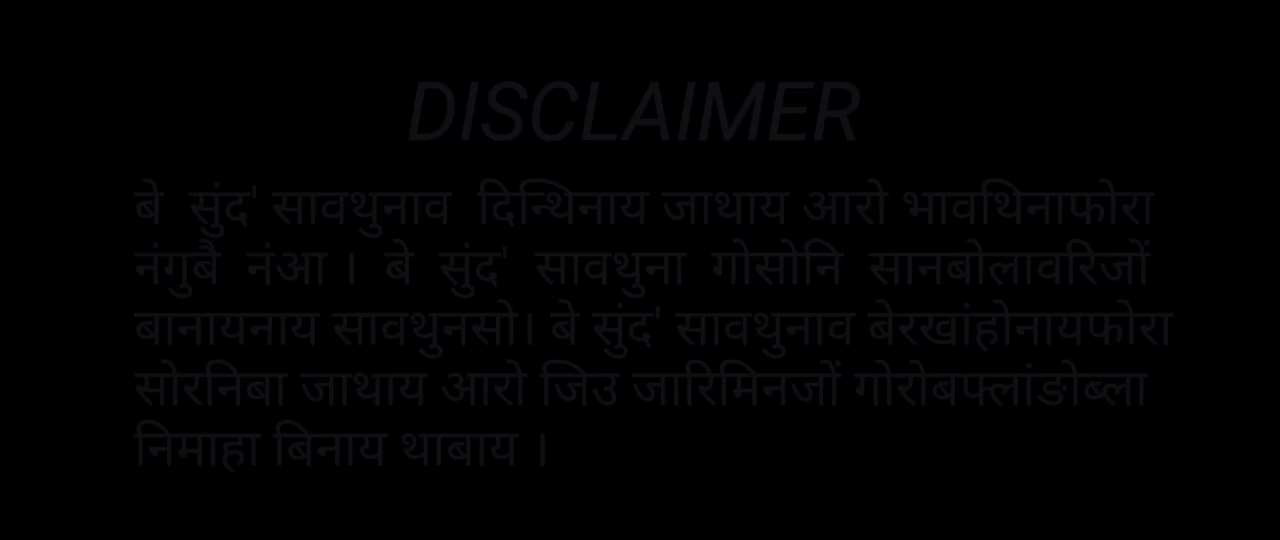 DISCLAIMER
बे सुंद' सावथुनाव दिन्थिनाय जाथाय आरो भावथिनाफोरा
नंगुबै नंआ । बे सुंद' सावथुना गोसोनि सानबोलावरिजों
बानायनाय सावथुनसो। बे सुंद' सावथुनाव बेरखांहोनायफोरा
सोरनिबा जाथाय आरो जिउ जारिमिनजों गोरोबफ्लांङोब्ला
निमाहा बिनाय थाबाय ।